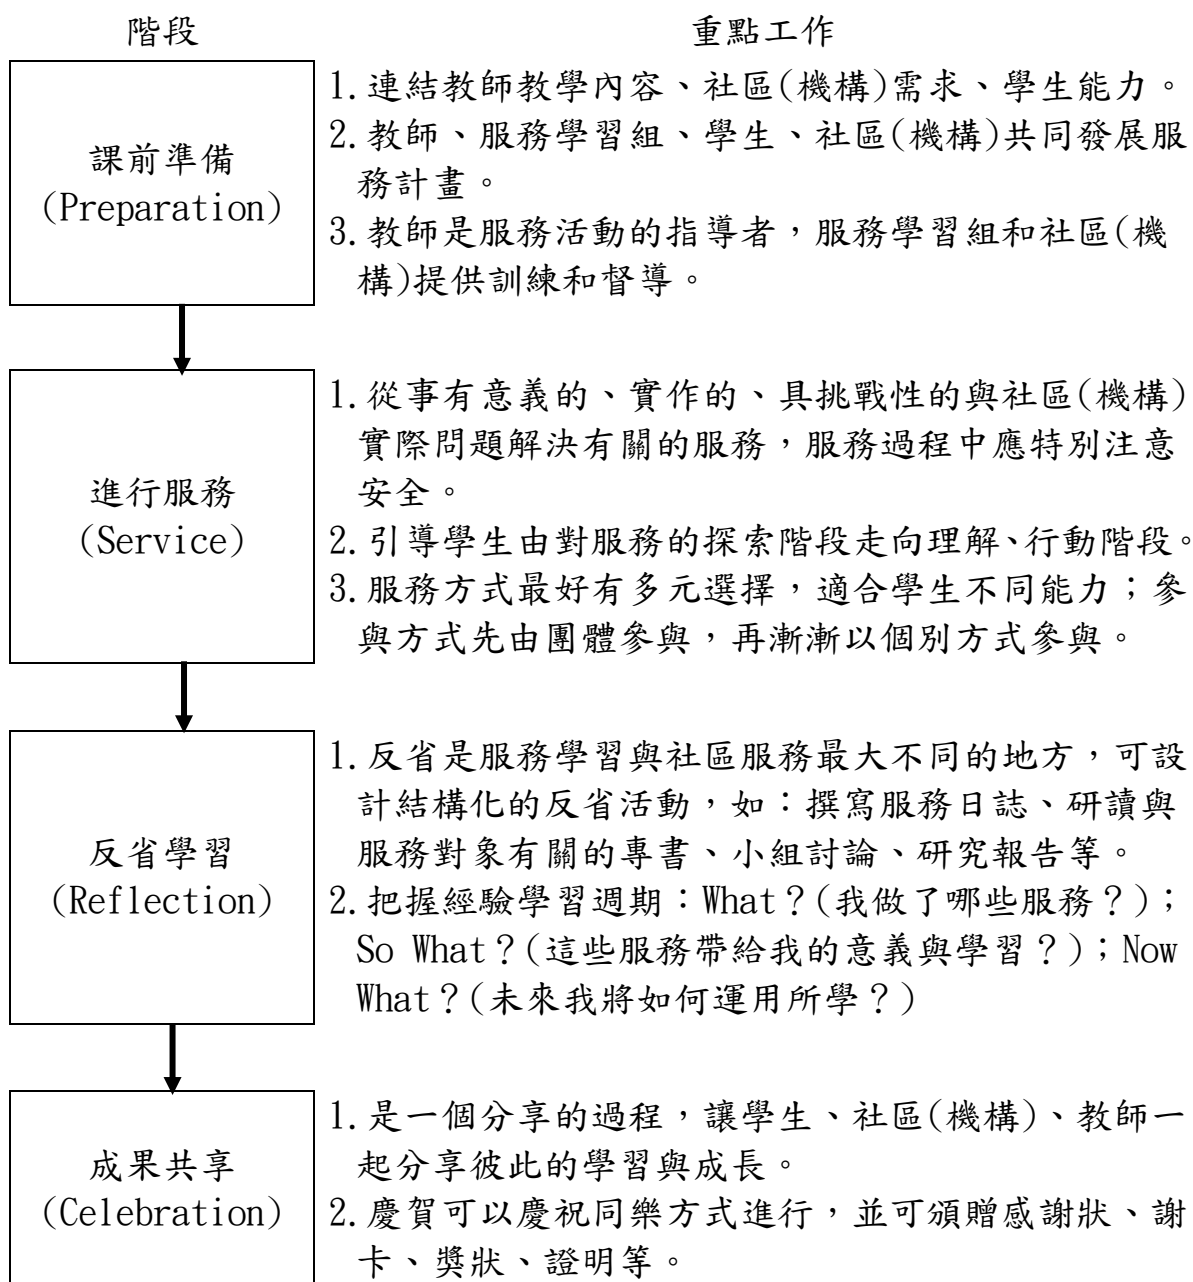 階段
重點工作
課前準備
(Preparation)
1.連結教師教學內容、社區(機構)需求、學生能力。
2.教師、服務學習組、學生、社區(機構)共同發展服
務計畫。
3.教師是服務活動的指導者，服務學習組和社區(機
構)提供訓練和督導。
進行服務
(Service)
1.從事有意義的、實作的、具挑戰性的與社區(機構)
實際問題解決有關的服務，服務過程中應特別注意
安全。
2.引導學生由對服務的探索階段走向理解、行動階段。
3.服務方式最好有多元選擇，適合學生不同能力；參
與方式先由團體參與，再漸漸以個別方式參與。
反省學習
(Reflection)
1.反省是服務學習與社區服務最大不同的地方，可設
計結構化的反省活動，如：撰寫服務日誌、研讀與
服務對象有關的專書、小組討論、研究報告等。
2.把握經驗學習週期：What？(我做了哪些服務？)；
So What？(這些服務帶給我的意義與學習？)；Now
What？(未來我將如何運用所學？)
成果共享
(Celebration)
1.是一個分享的過程，讓學生、社區(機構)、教師一
起分享彼此的學習與成長。
2.慶賀可以慶祝同樂方式進行，並可頒贈感謝狀、謝
卡、獎狀、證明等。